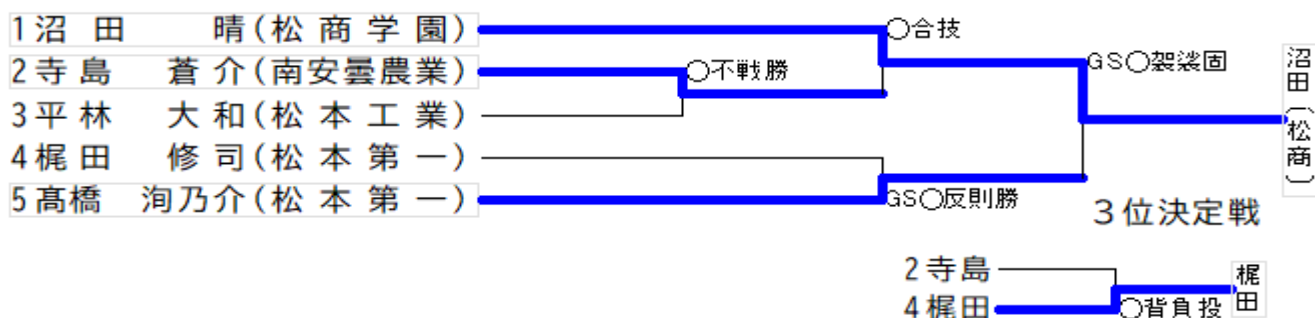 1 沼田 晴(松商学園)
○合技
2 寺島 蒼介(南安曇農業)
○不戦勝
GS○袈裟固
沼田(松商)
3 平林 大和(松本工業)
4 梶田 修司(松本第一)
5 髙橋 洵乃介(松本第一)
GS○反則勝
3位決定戦
2 寺島
4 梶田
○背負投
梶田